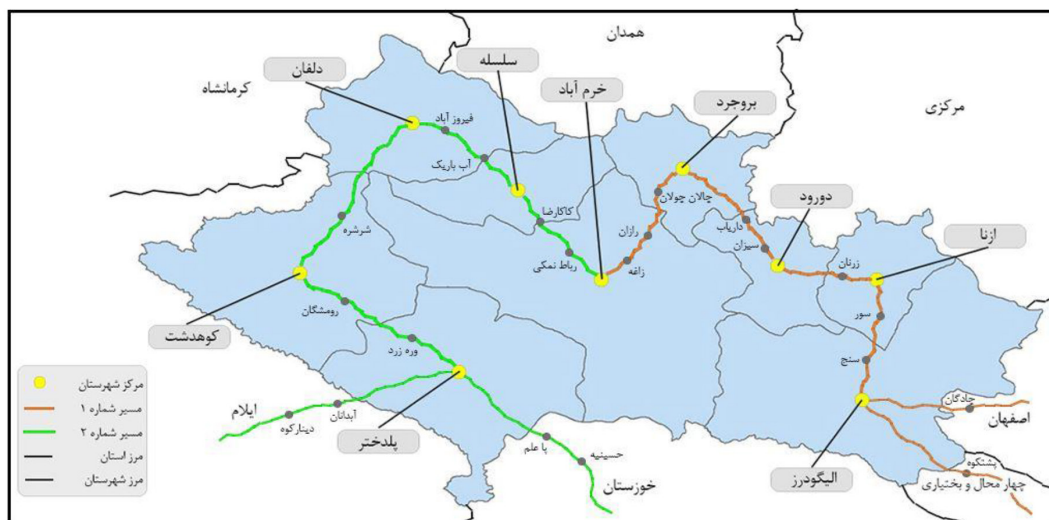 همدان
کرمانشاه
مرکزی
دلفان
سلسله
خرم آباد
بروجرد
دورود
ازنا
فیروز آباد
آب باریک
کاکارضا
رباط نمکی
شرشره
چالان چولان
رازان
زاغه
داریاب
سیزان
زرنان
سور
سنج
کوهدشت
رومشگان
وره زرد
پلدختر
ایلام
آبدانان
دینارکوه
پا علم
حسینیه
خوزستان
الیگودرز
چادگان
اصفهان
پشتکوه
چهار محال و بختیاری
مرکز شهرستان
مسیر شماره ۱
مسیر شماره ۲
مرز استان
مرز شهرستان